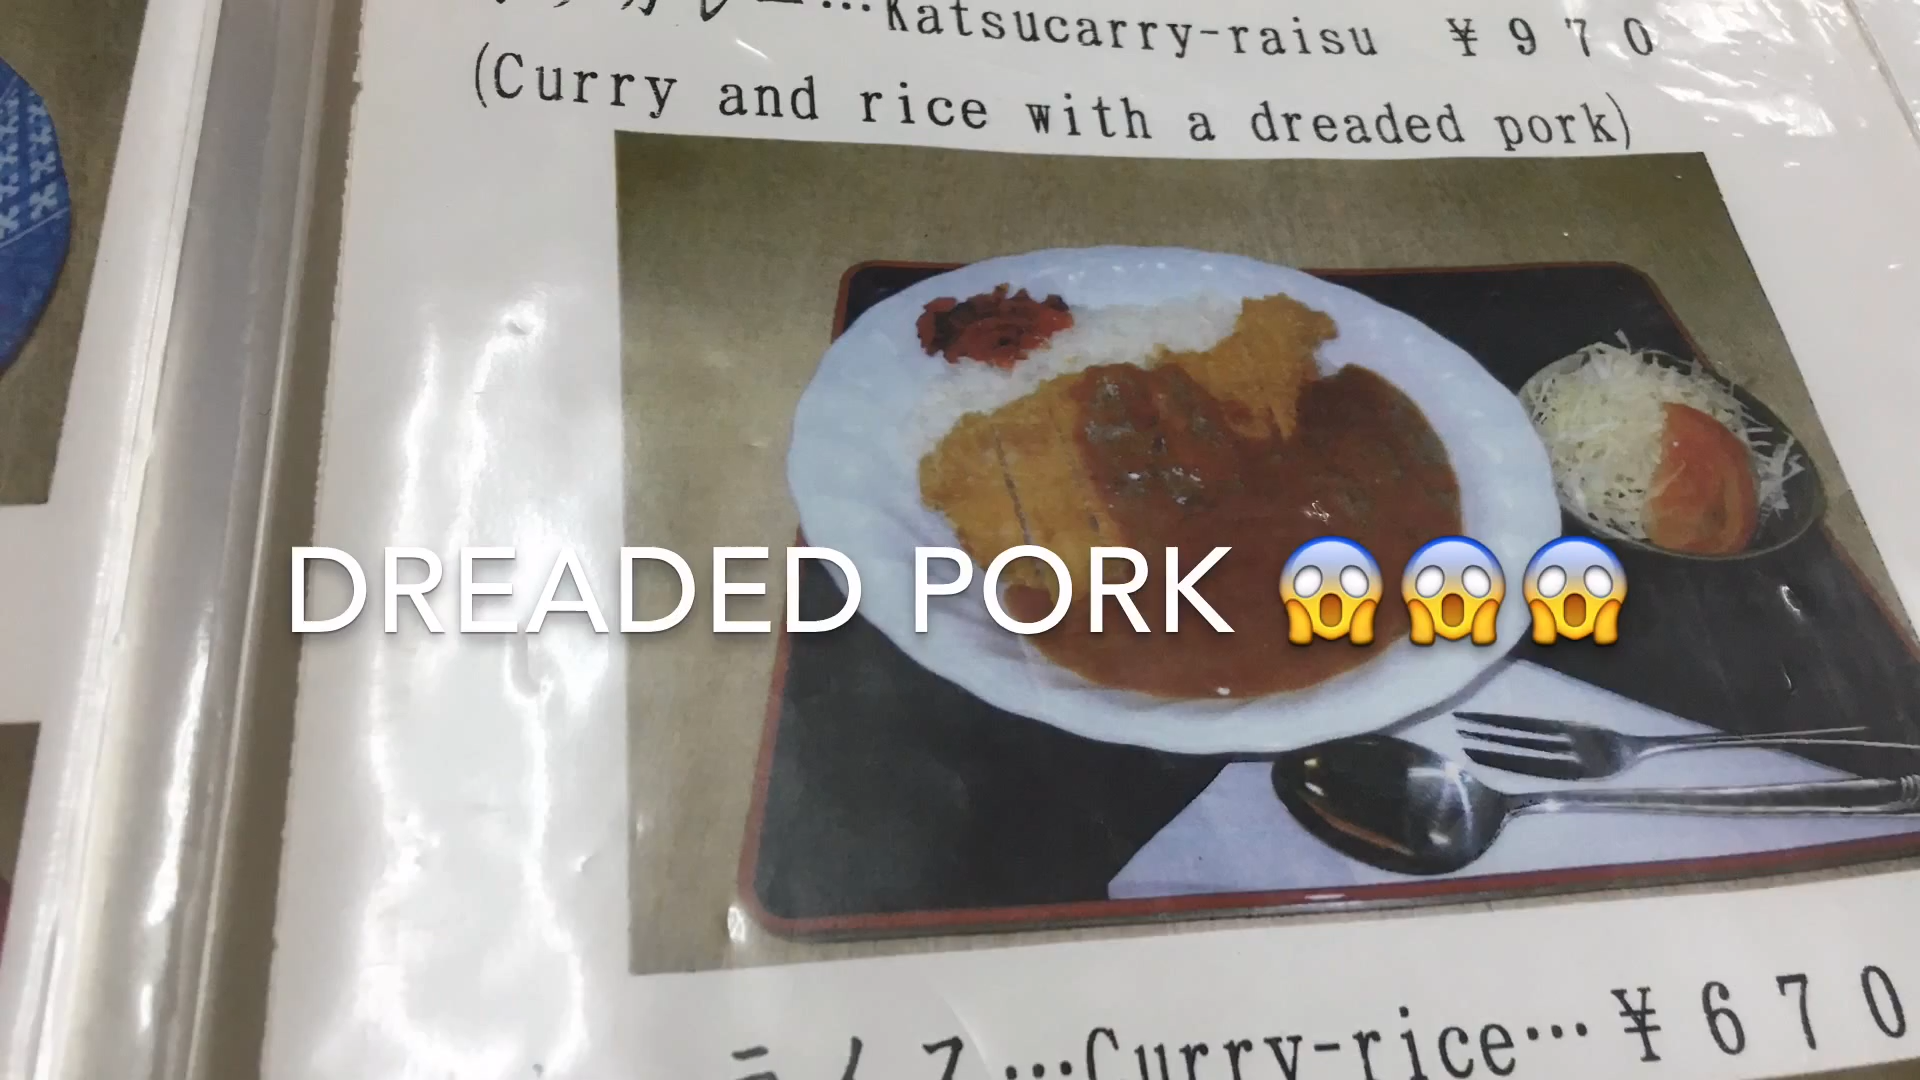 …Katsucarry-raisu ￥970
(Curry and rice with a dreaded pork)
DREADED PORK 😱😱😱
…Curry-rice…￥670